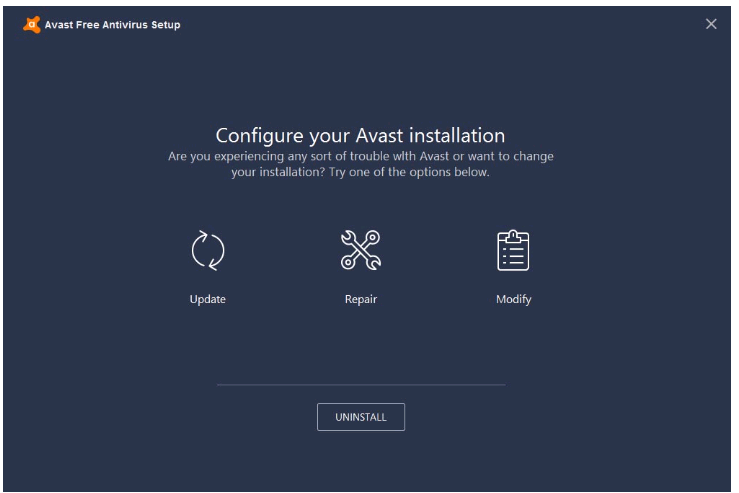 Avast Free Antivirus Setup
Configure your Avast installation
Are you experiencing any sort of trouble with Avast or want to change
your installation? Try one of the options below.
Update
Repair
Modify
UNINSTALL